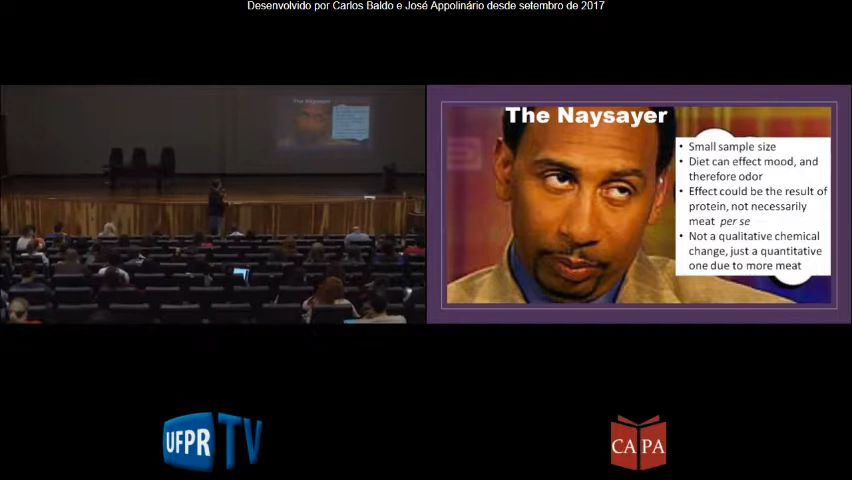 Desenvolvido por Carlos Baldo e José Appolinário desde setembro de 2017
The Naysayer
The Naysayer
• Small sample size
• Diet can effect mood, and
therefore odor
• Effect could be the result of
protein, not necessarily
meat per se
• Not a qualitative chemical
change, just a quantitative
one due to more meat
UFPR TV
CAPA